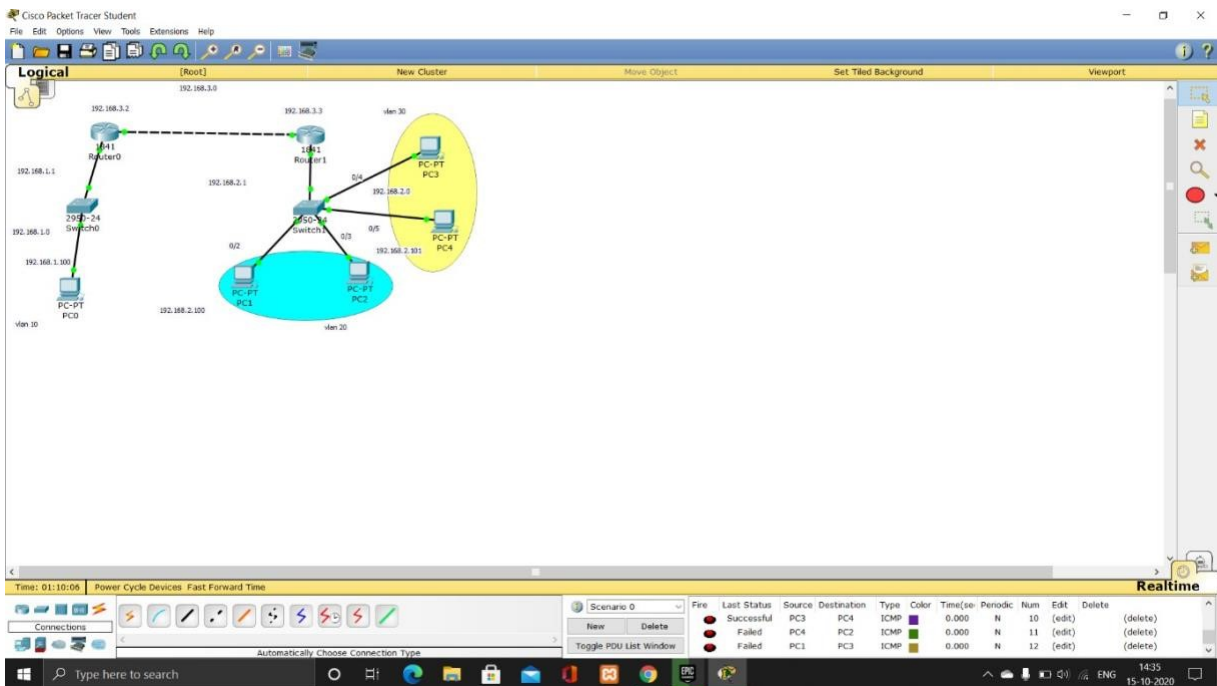 Cisco Packet Tracer Student
File Edit Options View Tools Extensions Help
Logical [Root] New Cluster Move Object Set Tiled Background Viewport
192.168.3.0
192.168.3.2
192.168.3.3
vlan 30
1841
Router0
1841
Router1
PC-PT
PC3
192.168.1.1
192.168.2.1
0/4
192.168.2.0
2950-24
Switch0
2950-24
Switch1
192.168.1.0
0/2
0/3
0/5
PC-PT
PC4
192.168.2.101
192.168.1.100
PC-PT
PC1
PC-PT
PC2
PC-PT
PC0
192.168.2.100
vlan 10
vlan 20
Time: 01:10:06 Power Cycle Devices Fast Forward Time
Realtime
Connections
Automatically Choose Connection Type
Scenario 0
New Delete
Toggle PDU List Window
Fire Last Status Source Destination Type Color Time(se Periodic Num Edit Delete
Successful PC3 PC4 ICMP 0.000 N 10 (edit) (delete)
Failed PC4 PC2 ICMP 0.000 N 11 (edit) (delete)
Failed PC1 PC3 ICMP 0.000 N 12 (edit) (delete)
Type here to search
EPIC
ENG
14:35
15-10-2020